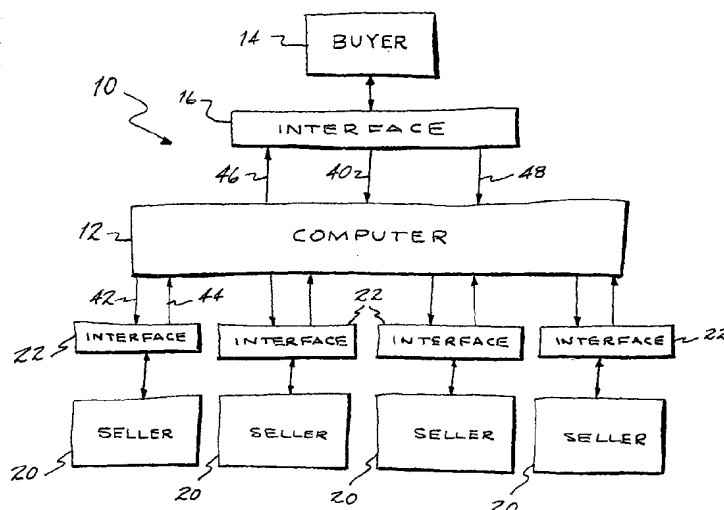 14
BUYER
10
16
INTERFACE
46
40
48
12
COMPUTER
42
44
22
22
INTERFACE
INTERFACE
INTERFACE
INTERFACE
22
SELLER
SELLER
SELLER
SELLER
20
20
20
20